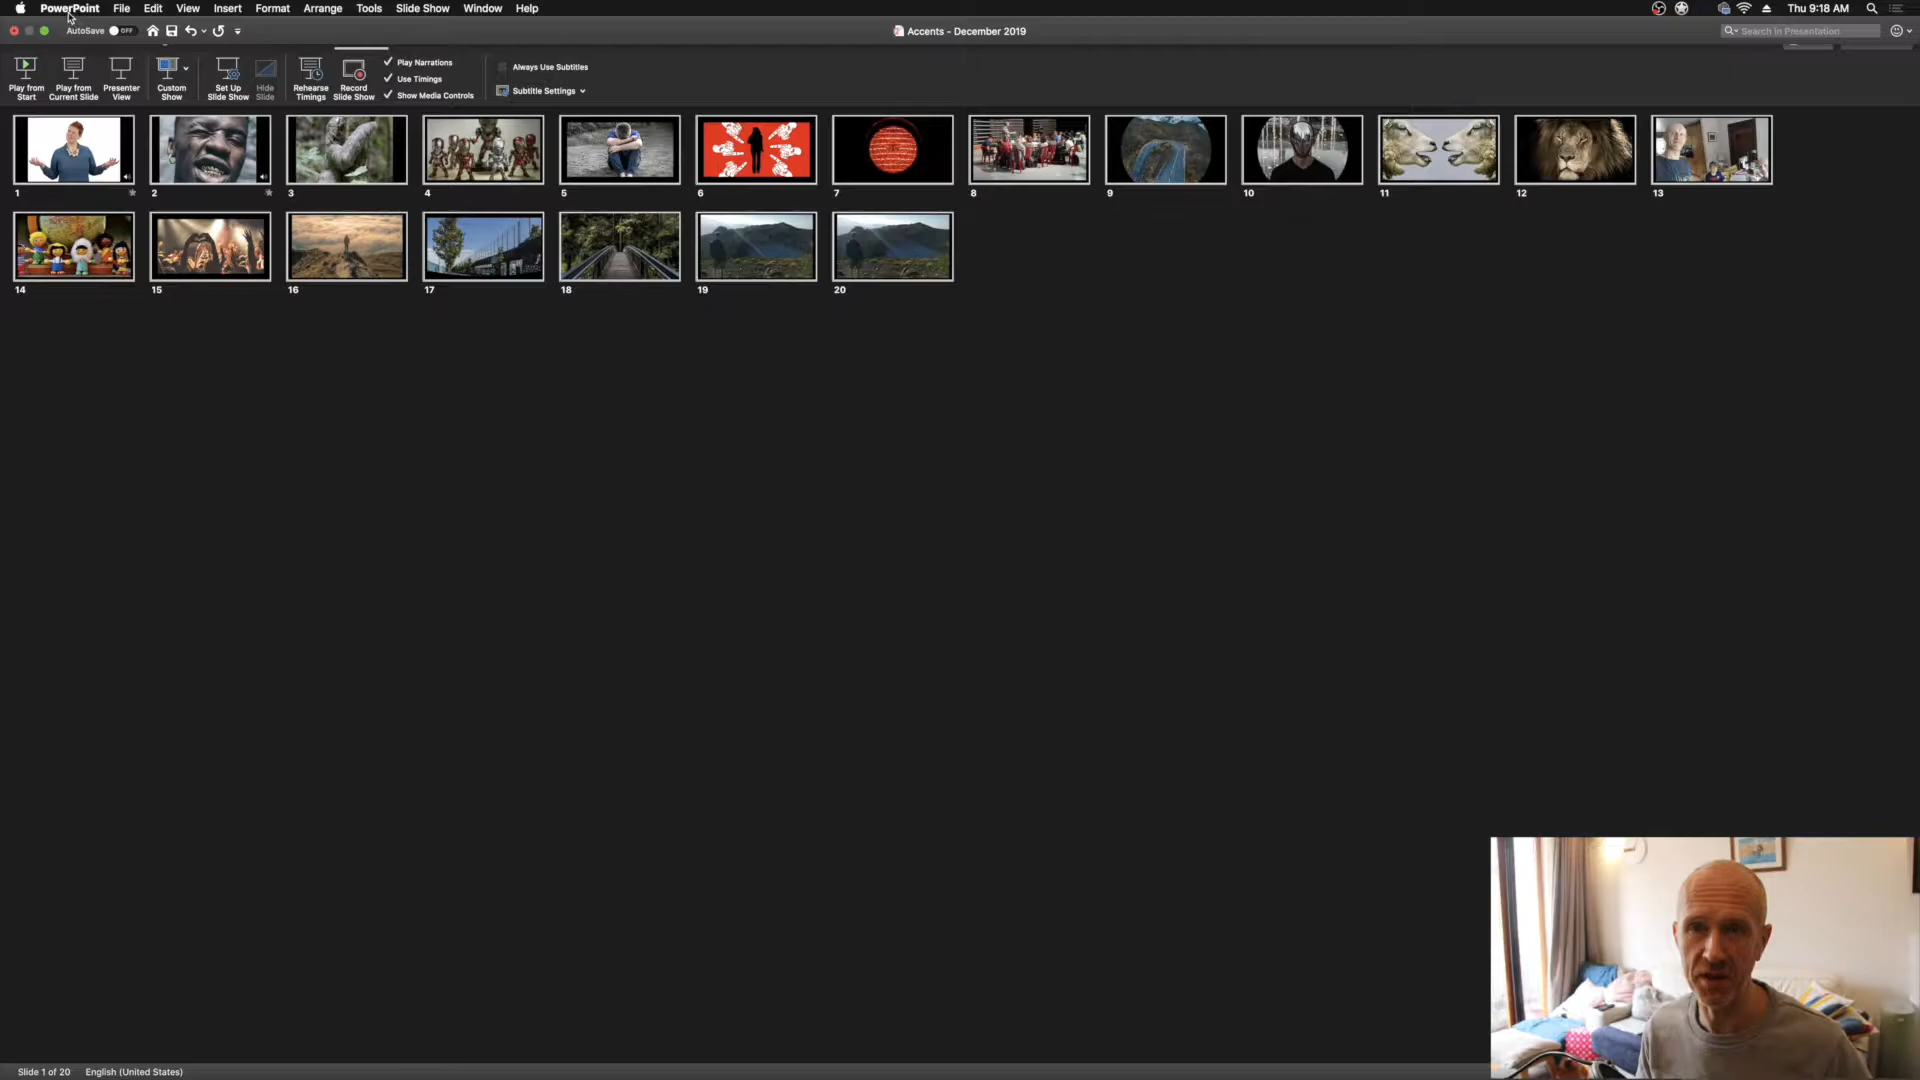 PowerPoint File Edit View Insert Format Arrange Tools Slide Show Window Help Thu 9:18 AM
AutoSave OFF Accents - December 2019 Search in Presentation
Play from Start
Play from Current Slide
Presenter View
Custom Show
Set Up Slide Show
Hide Slide
Rehearse Timings
Record Slide Show
Play Narrations
Use Timings
Show Media Controls
Always Use Subtitles
Subtitle Settings
1 2 3 4 5 6 7 8 9 10 11 12 13
14 15 16 17 18 19 20
Slide 1 of 20 English (United States)